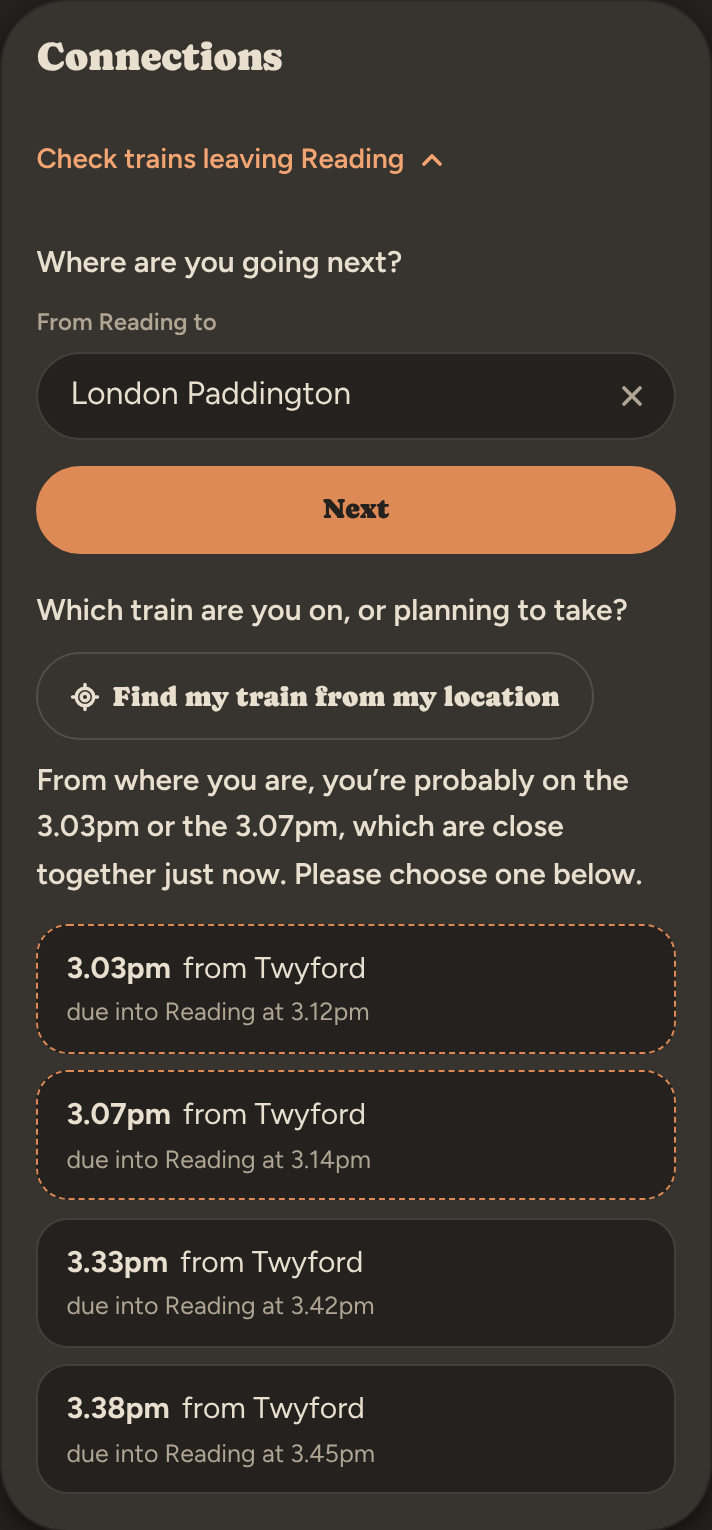 Connections
Check trains leaving Reading
Where are you going next?
From Reading to
London Paddington
Next
Which train are you on, or planning to take?
Find my train from my location
From where you are, you’re probably on the
3.03pm or the 3.07pm, which are close
together just now. Please choose one below.
3.03pm from Twyford
due into Reading at 3.12pm
3.07pm from Twyford
due into Reading at 3.14pm
3.33pm from Twyford
due into Reading at 3.42pm
3.38pm from Twyford
due into Reading at 3.45pm